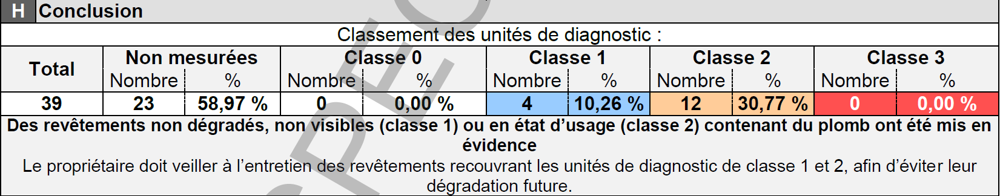 H Conclusion
Classement des unités de diagnostic :
Total Non mesurées Classe 0 Classe 1 Classe 2 Classe 3
Nombre % Nombre % Nombre % Nombre % Nombre %
39 23 58,97 % 0 0,00 % 4 10,26 % 12 30,77 % 0 0,00 %
Des revêtements non dégradés, non visibles (classe 1) ou en état d’usage (classe 2) contenant du plomb ont été mis en
évidence
Le propriétaire doit veiller à l’entretien des revêtements recouvrant les unités de diagnostic de classe 1 et 2, afin d’éviter leur
dégradation future.
SPEC